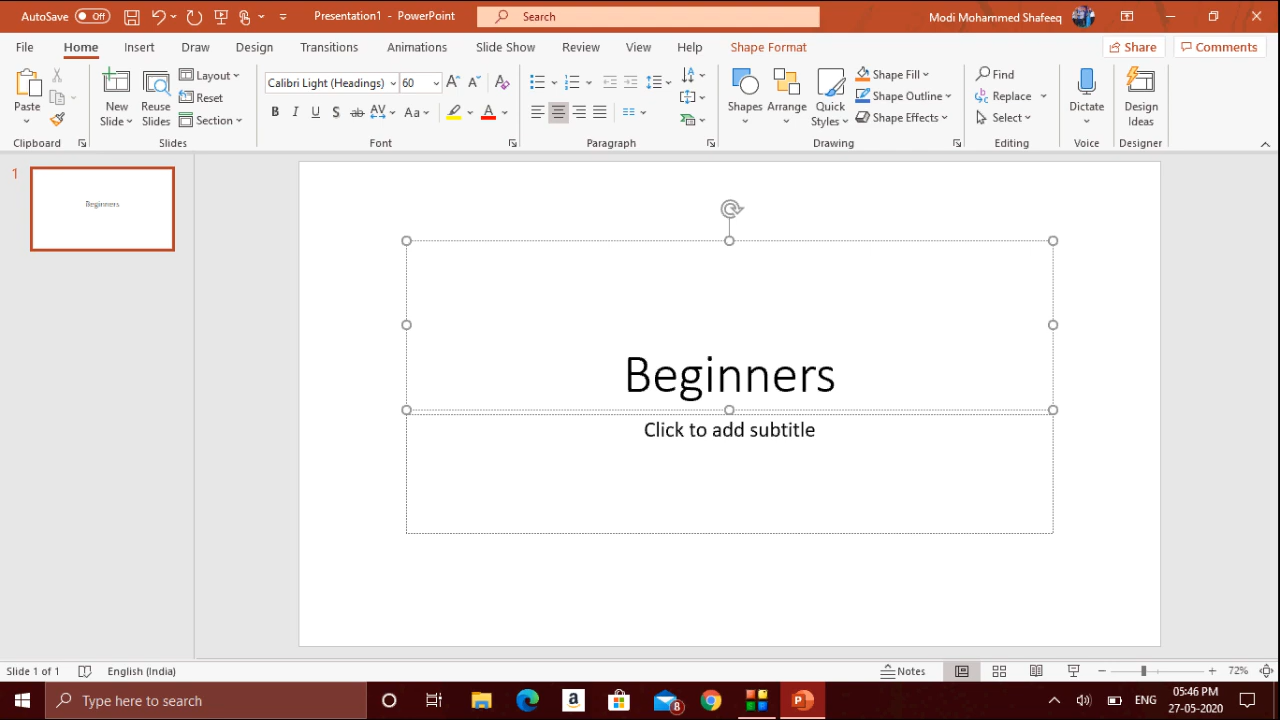 AutoSave Off Presentation1 - PowerPoint Search Modi Mohammed Shafeeq
File Home Insert Draw Design Transitions Animations Slide Show Review View Help Shape Format Share Comments
Paste
Clipboard
New Slide
Reuse Slides
Layout
Reset
Section
Slides
Calibri Light (Headings) 60
B I U S ab AV Aa A
Font
Paragraph
Shapes
Arrange
Quick Styles
Shape Fill
Shape Outline
Shape Effects
Drawing
Find
Replace
Select
Editing
Dictate
Voice
Design Ideas
Designer
1
Beginners
Beginners
Click to add subtitle
Slide 1 of 1 English (India) Notes 72%
Type here to search 8 ENG 05:46 PM
27-05-2020